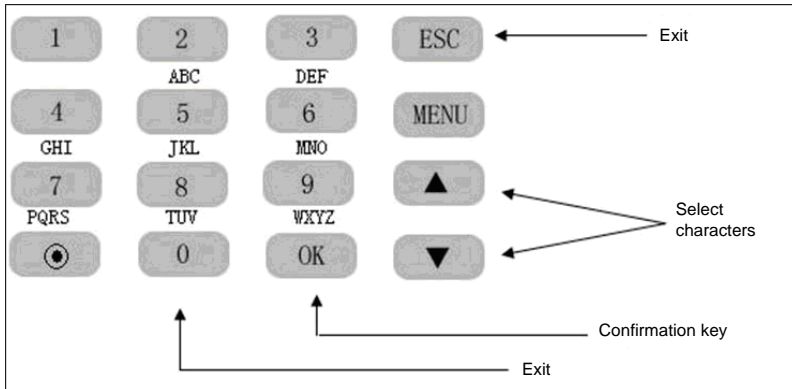 1 2 3 ESC Exit
ABC DEF
4 5 6 MENU
GHI JKL MNO
7 8 9 ▲
PQRS TUV WXYZ
Select
characters
0 OK ▼
Confirmation key
Exit